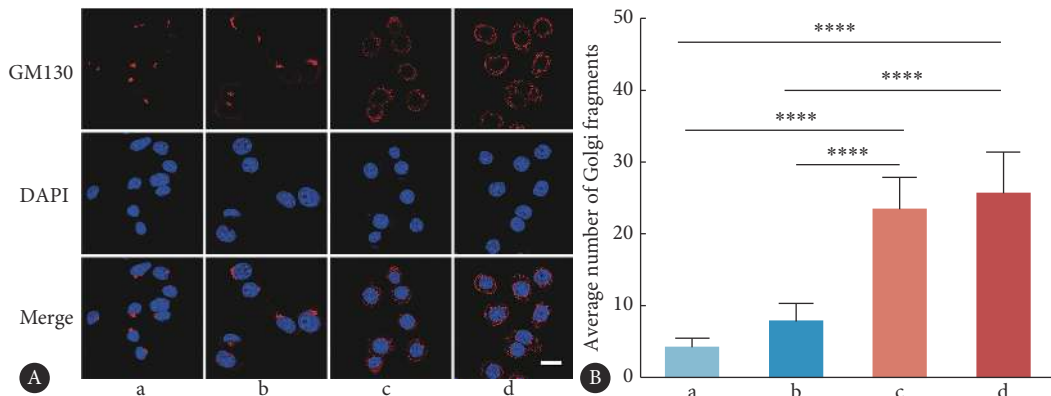 GM130
DAPI
Merge
A
a
b
c
d
Average number of Golgi fragments
50
40
30
20
10
0
****
****
****
****
a
b
c
d
B